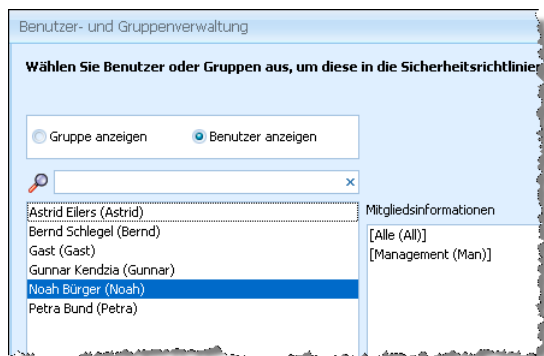 Benutzer- und Gruppenverwaltung
Wählen Sie Benutzer oder Gruppen aus, um diese in die Sicherheitsrichtlinier
Gruppe anzeigen
Benutzer anzeigen
Astrid Eilers (Astrid)
Bernd Schlegel (Bernd)
Gast (Gast)
Gunnar Kendzia (Gunnar)
Noah Bürger (Noah)
Petra Bund (Petra)
Mitgliedsinformationen
[Alle (All)]
[Management (Man)]